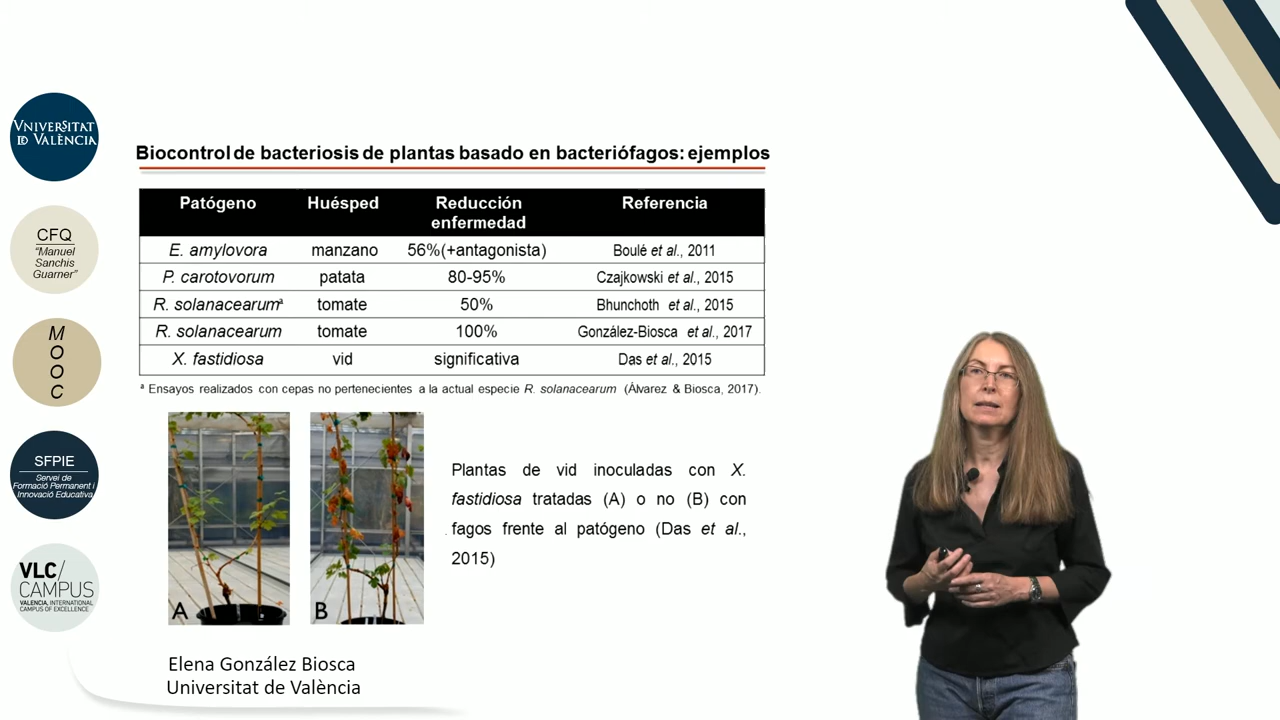 VNIVERSITAT
ID VALÈNCIA
CFQ
"Manuel
Sanchis
Guarner"
M
O
O
C
SFPIE
Servei de
Formació Permanent i
Innovació Educativa
VLC/
CAMPUS
VALENCIA, INTERNATIONAL
CAMPUS OF EXCELLENCE
Biocontrol de bacteriosis de plantas basado en bacteriófagos: ejemplos
Patógeno Huésped Reducción enfermedad Referencia
E. amylovora manzano 56%(+antagonista) Boulé et al., 2011
P. carotovorum patata 80-95% Czajkowski et al., 2015
R. solanacearumª tomate 50% Bhunchoth et al., 2015
R. solanacearum tomate 100% González-Biosca et al., 2017
X. fastidiosa vid significativa Das et al., 2015
ª Ensayos realizados con cepas no pertenecientes a la actual especie R. solanacearum (Álvarez & Biosca, 2017).
A
B
Plantas de vid inoculadas con X.
fastidiosa tratadas (A) o no (B) con
fagos frente al patógeno (Das et al.,
2015)
Elena González Biosca
Universitat de València